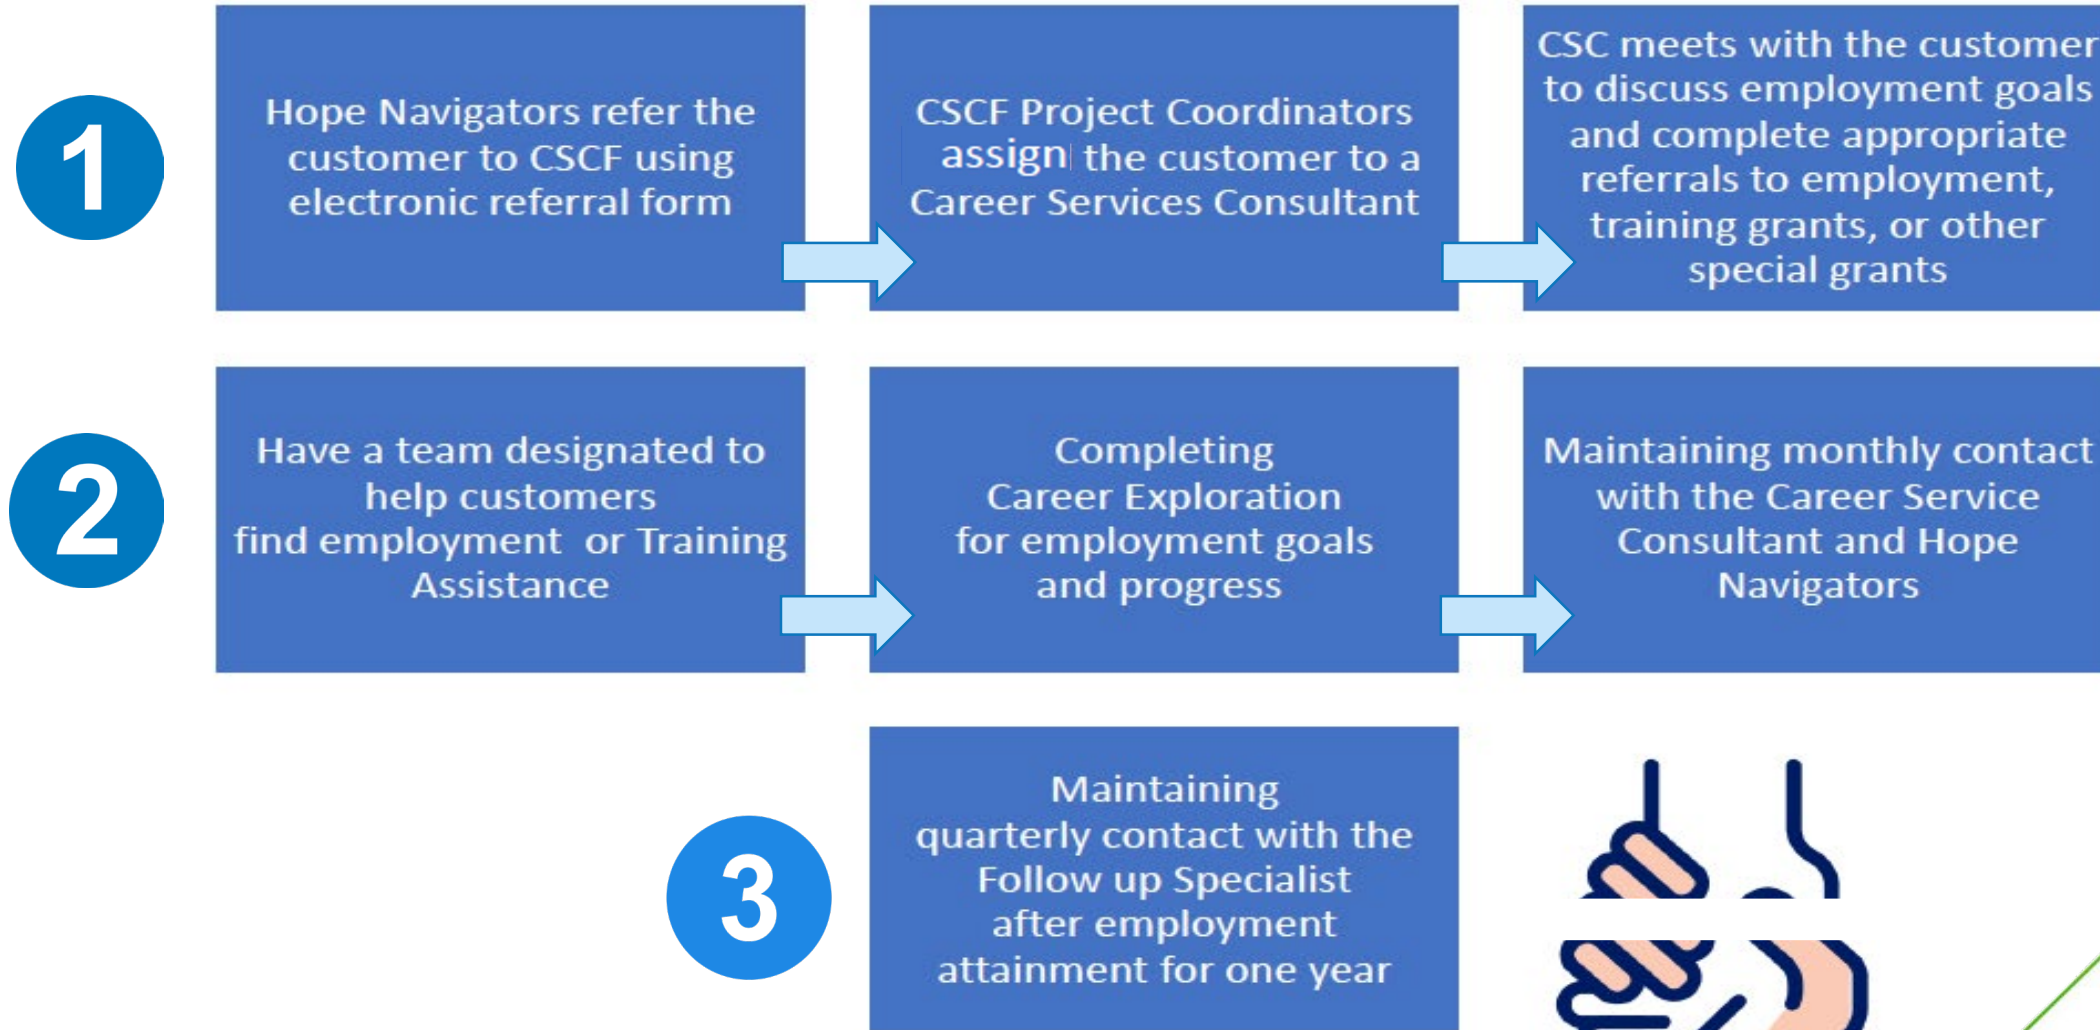 1
Hope Navigators refer the
customer to CSCF using
electronic referral form
CSCF Project Coordinators
assign the customer to a
Career Services Consultant
CSC meets with the customer
to discuss employment goals
and complete appropriate
referrals to employment,
training grants, or other
special grants
2
Have a team designated to
help customers
find employment or Training
Assistance
Completing
Career Exploration
for employment goals
and progress
Maintaining monthly contact
with the Career Service
Consultant and Hope
Navigators
3
Maintaining
quarterly contact with the
Follow up Specialist
after employment
attainment for one year